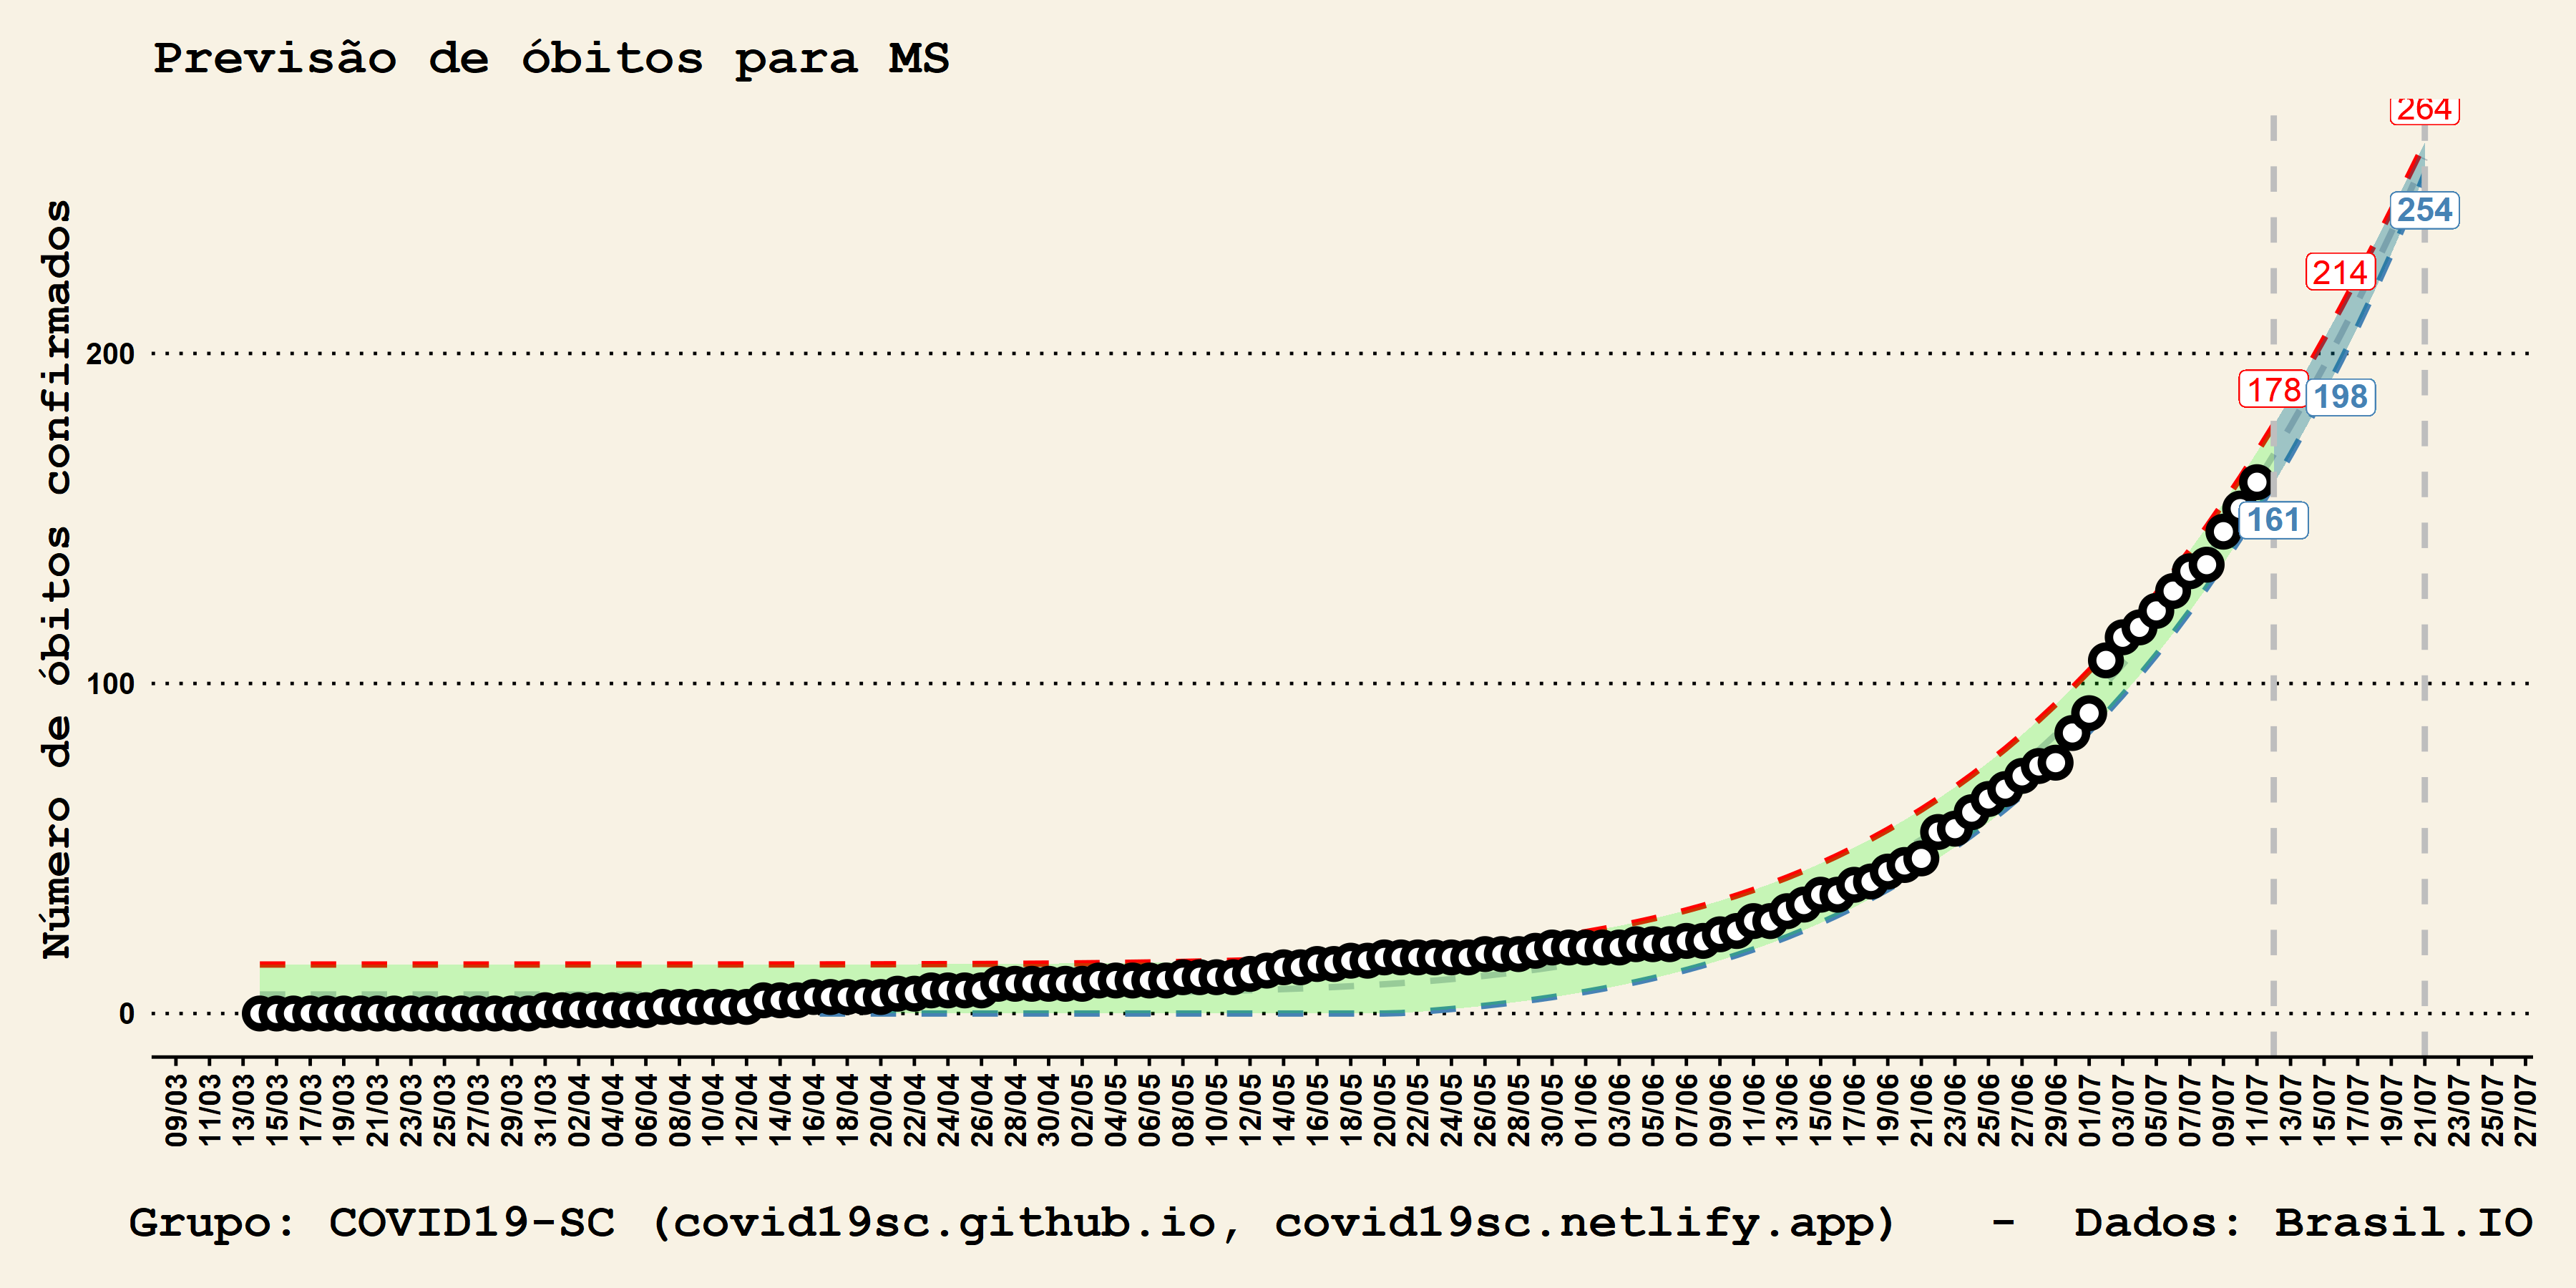 Previsão de óbitos para MS
Número de óbitos confirmados
264
254
214
200
178
198
161
100
0
09/03 11/03 13/03 15/03 17/03 19/03 21/03 23/03 25/03 27/03 29/03 31/03 02/04 04/04 06/04 08/04 10/04 12/04 14/04 16/04 18/04 20/04 22/04 24/04 26/04 28/04 30/04 02/05 04/05 06/05 08/05 10/05 12/05 14/05 16/05 18/05 20/05 22/05 24/05 26/05 28/05 30/05 01/06 03/06 05/06 07/06 09/06 11/06 13/06 15/06 17/06 19/06 21/06 23/06 25/06 27/06 29/06 01/07 03/07 05/07 07/07 09/07 11/07 13/07 15/07 17/07 19/07 21/07 23/07 25/07 27/07
Grupo: COVID19-SC (covid19sc.github.io, covid19sc.netlify.app) - Dados: Brasil.IO